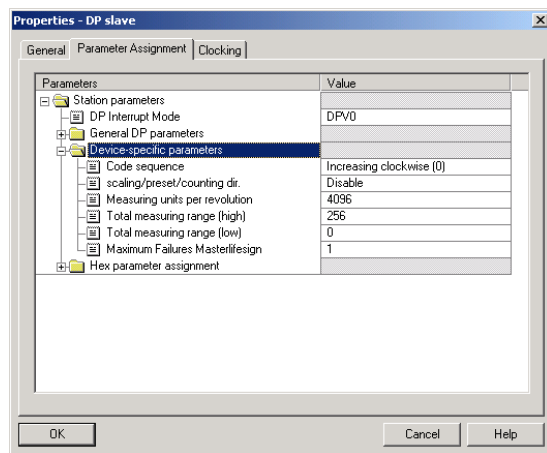 Properties - DP slave
General Parameter Assignment Clocking
Parameters Value
Station parameters
DP Interrupt Mode DPV0
General DP parameters
Device-specific parameters
Code sequence Increasing clockwise (0)
scaling/preset/counting dir. Disable
Measuring units per revolution 4096
Total measuring range (high) 256
Total measuring range (low) 0
Maximum Failures Masterlifesign 1
Hex parameter assignment
OK Cancel Help